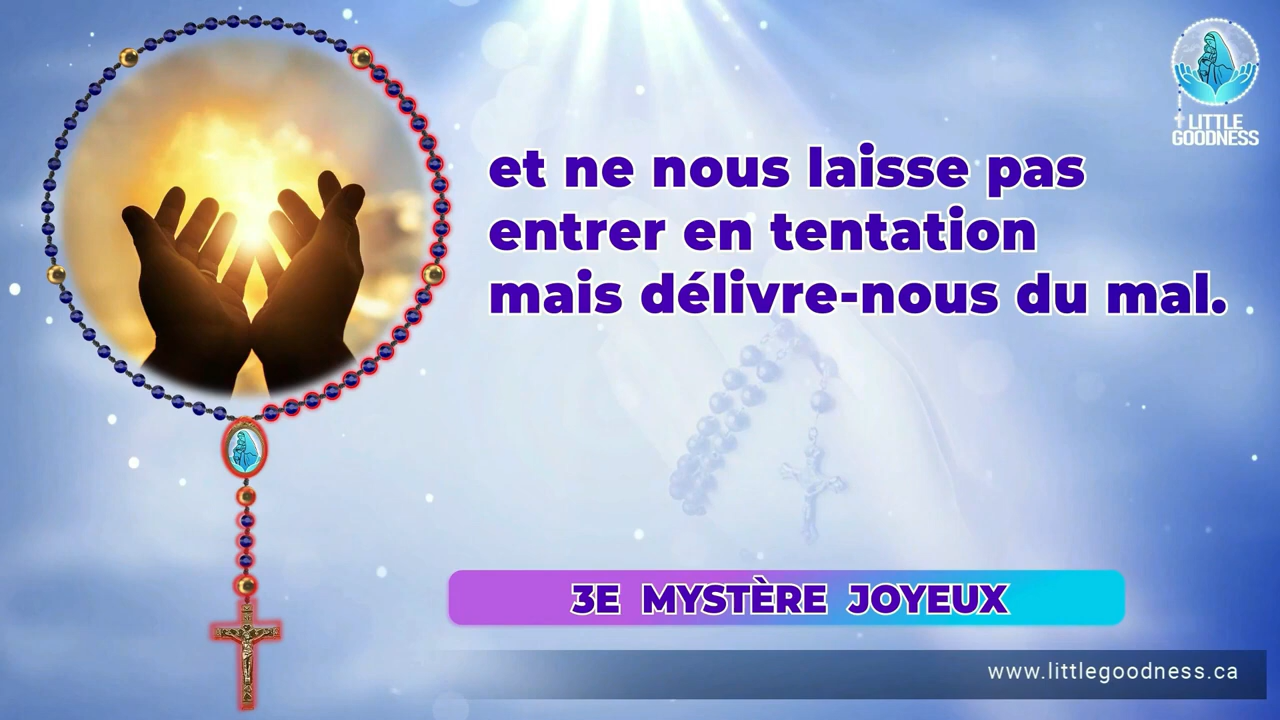 LITTLE
GOODNESS
et ne nous laisse pas
entrer en tentation
mais délivre-nous du mal.
3E MYSTÈRE JOYEUX
www.littlegoodness.ca